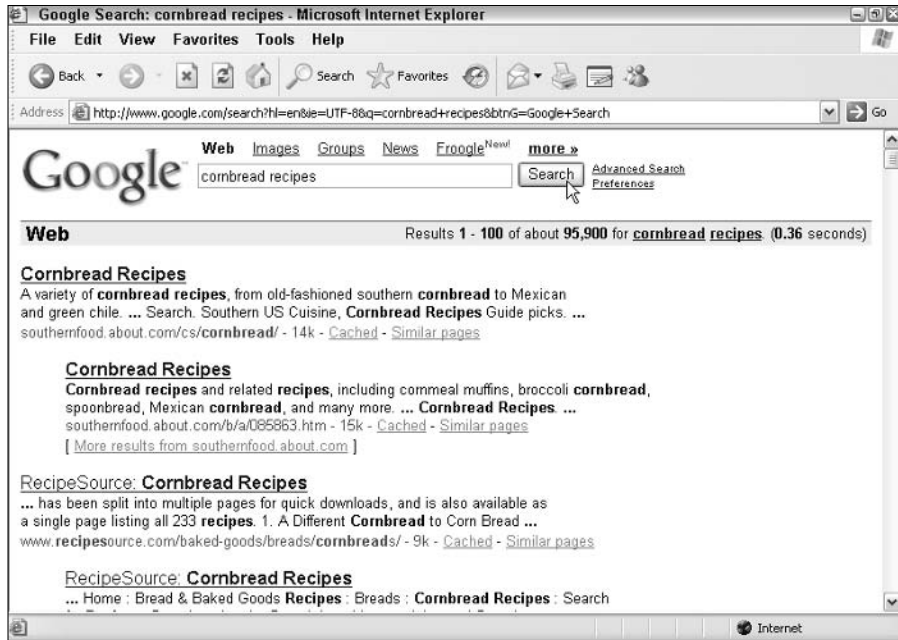 Google Search: cornbread recipes - Microsoft Internet Explorer
File Edit View Favorites Tools Help
Back Search Favorites
Address http://www.google.com/search?hl=en&ie=UTF-8&q=cornbread+recipes&btnG=Google+Search Go
Google™ Web Images Groups News Froogle New! more »
cornbread recipes Search Advanced Search
Preferences
Web Results 1 - 100 of about 95,900 for cornbread recipes. (0.36 seconds)
Cornbread Recipes
A variety of cornbread recipes, from old-fashioned southern cornbread to Mexican
and green chile. ... Search. Southern US Cuisine, Cornbread Recipes Guide picks. ...
southernfood.about.com/cs/cornbread/ - 14k - Cached - Similar pages
Cornbread Recipes
Cornbread recipes and related recipes, including cornmeal muffins, broccoli cornbread,
spoonbread, Mexican cornbread, and many more. ... Cornbread Recipes. ...
southernfood.about.com/b/a/085863.htm - 15k - Cached - Similar pages
[ More results from southernfood.about.com ]
RecipeSource: Cornbread Recipes
... has been split into multiple pages for quick downloads, and is also available as
a single page listing all 233 recipes. 1. A Different Cornbread to Corn Bread ...
www.recipesource.com/baked-goods/breads/cornbreads/ - 9k - Cached - Similar pages
RecipeSource: Cornbread Recipes
... Home : Bread & Baked Goods Recipes : Breads : Cornbread Recipes : Search
Internet